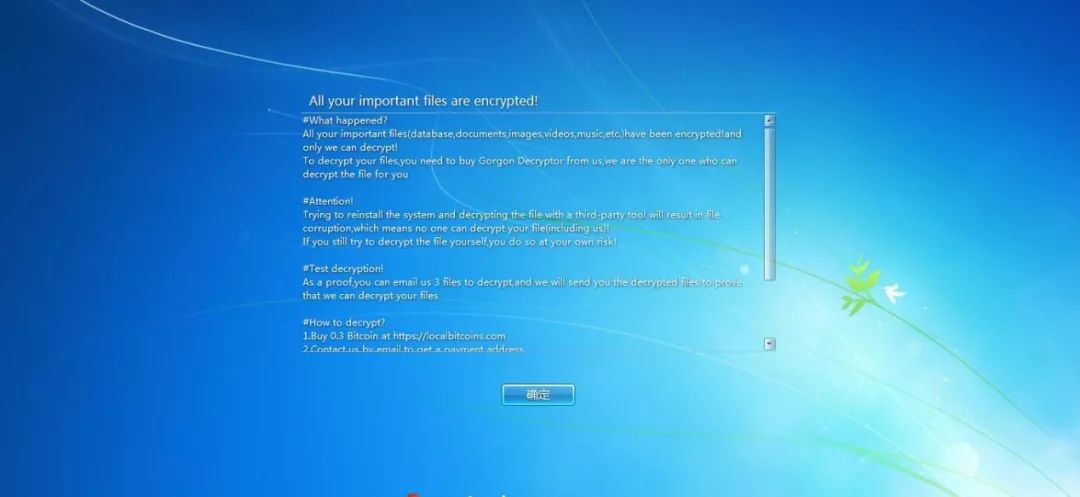 All your important files are encrypted!
#What happened?
All your important files(database,documents,images,videos,music,etc.)have been encrypted!and
only we can decrypt!
To decrypt your files,you need to buy Gorgon Decryptor from us,we are the only one who can
decrypt the file for you
#Attention!
Trying to reinstall the system and decrypting the file with a third-party tool will result in file
corruption,which means no one can decrypt your file(including us)!
If you still try to decrypt the file yourself,you do so at your own risk!
#Test decryption!
As a proof,you can email us 3 files to decrypt,and we will send you the decrypted files to prove
that we can decrypt your files
#How to decrypt?
1.Buy 0.3 Bitcoin at https://localbitcoins.com
2.Contact us by email to get a payment address
确定